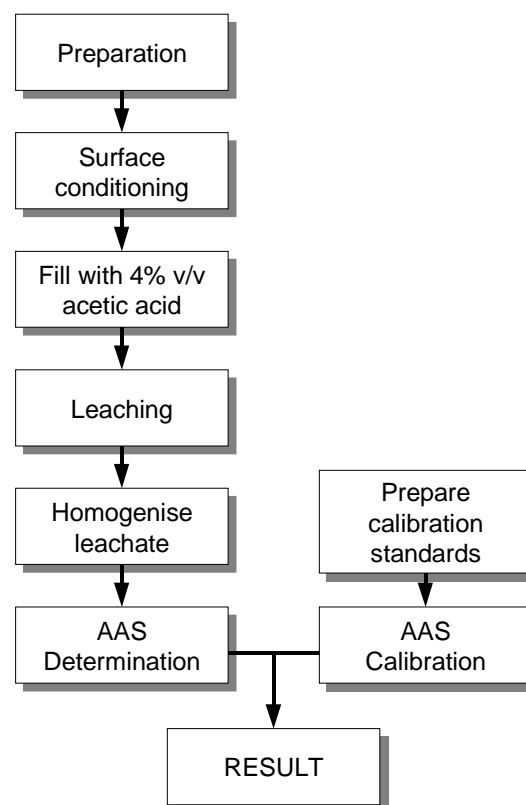 Preparation
Surface
conditioning
Fill with 4% v/v
acetic acid
Leaching
Homogenise
leachate
Prepare
calibration
standards
AAS
Determination
AAS
Calibration
RESULT